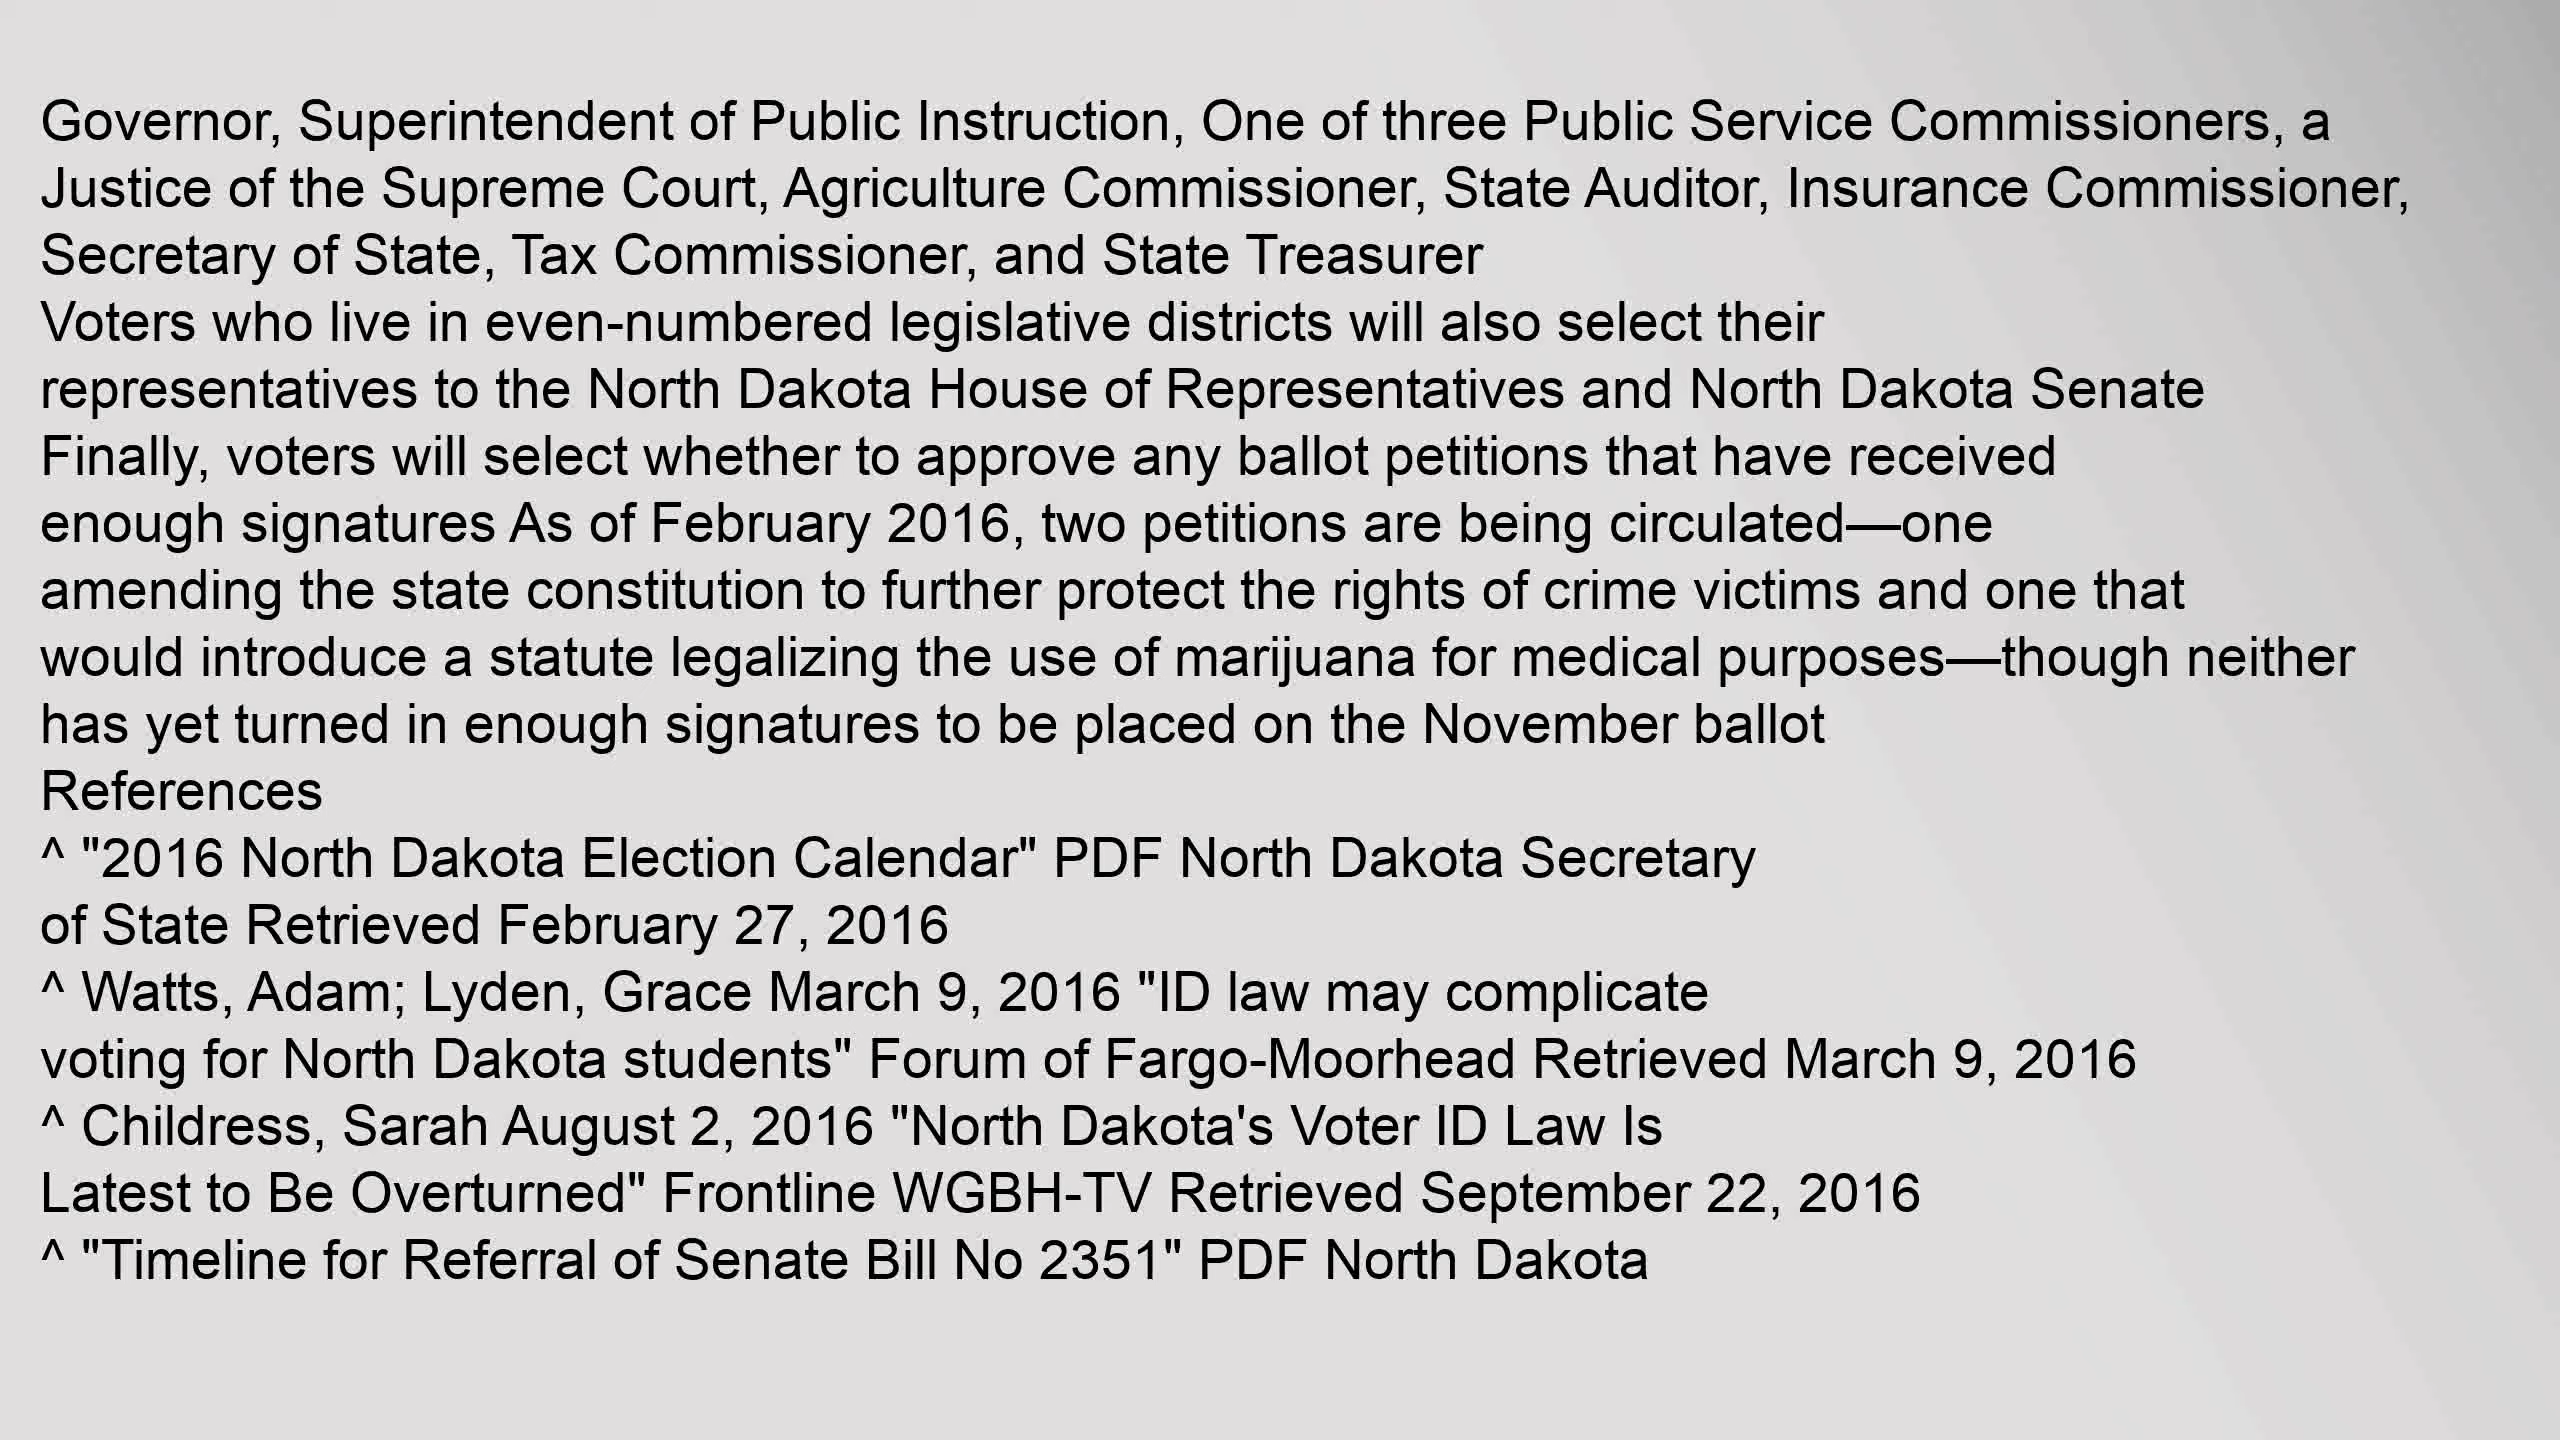 Governor, Superintendent of Public Instruction, One of three Public Service Commissioners, a
Justice of the Supreme Court, Agriculture Commissioner, State Auditor, Insurance Commissioner,
Secretary of State, Tax Commissioner, and State Treasurer
Voters who live in even-numbered legislative districts will also select their
representatives to the North Dakota House of Representatives and North Dakota Senate
Finally, voters will select whether to approve any ballot petitions that have received
enough signatures As of February 2016, two petitions are being circulated—one
amending the state constitution to further protect the rights of crime victims and one that
would introduce a statute legalizing the use of marijuana for medical purposes—though neither
has yet turned in enough signatures to be placed on the November ballot
References
^ "2016 North Dakota Election Calendar" PDF North Dakota Secretary
of State Retrieved February 27, 2016
^ Watts, Adam; Lyden, Grace March 9, 2016 "ID law may complicate
voting for North Dakota students" Forum of Fargo-Moorhead Retrieved March 9, 2016
^ Childress, Sarah August 2, 2016 "North Dakota's Voter ID Law Is
Latest to Be Overturned" Frontline WGBH-TV Retrieved September 22, 2016
^ "Timeline for Referral of Senate Bill No 2351" PDF North Dakota